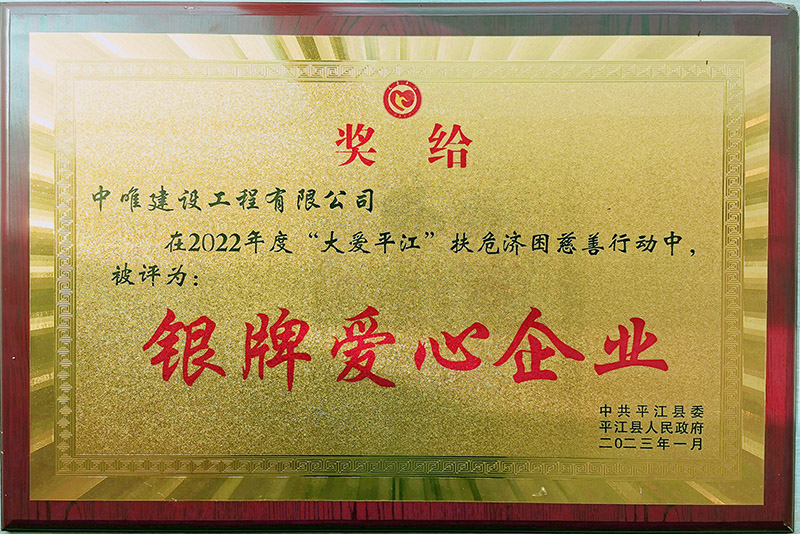 奖给
中唯建设工程有限公司
在2022年度“大爱平江”扶危济困慈善行动中，
被评为：
银牌爱心企业
中共平江县委
平江县人民政府
二〇二三年一月